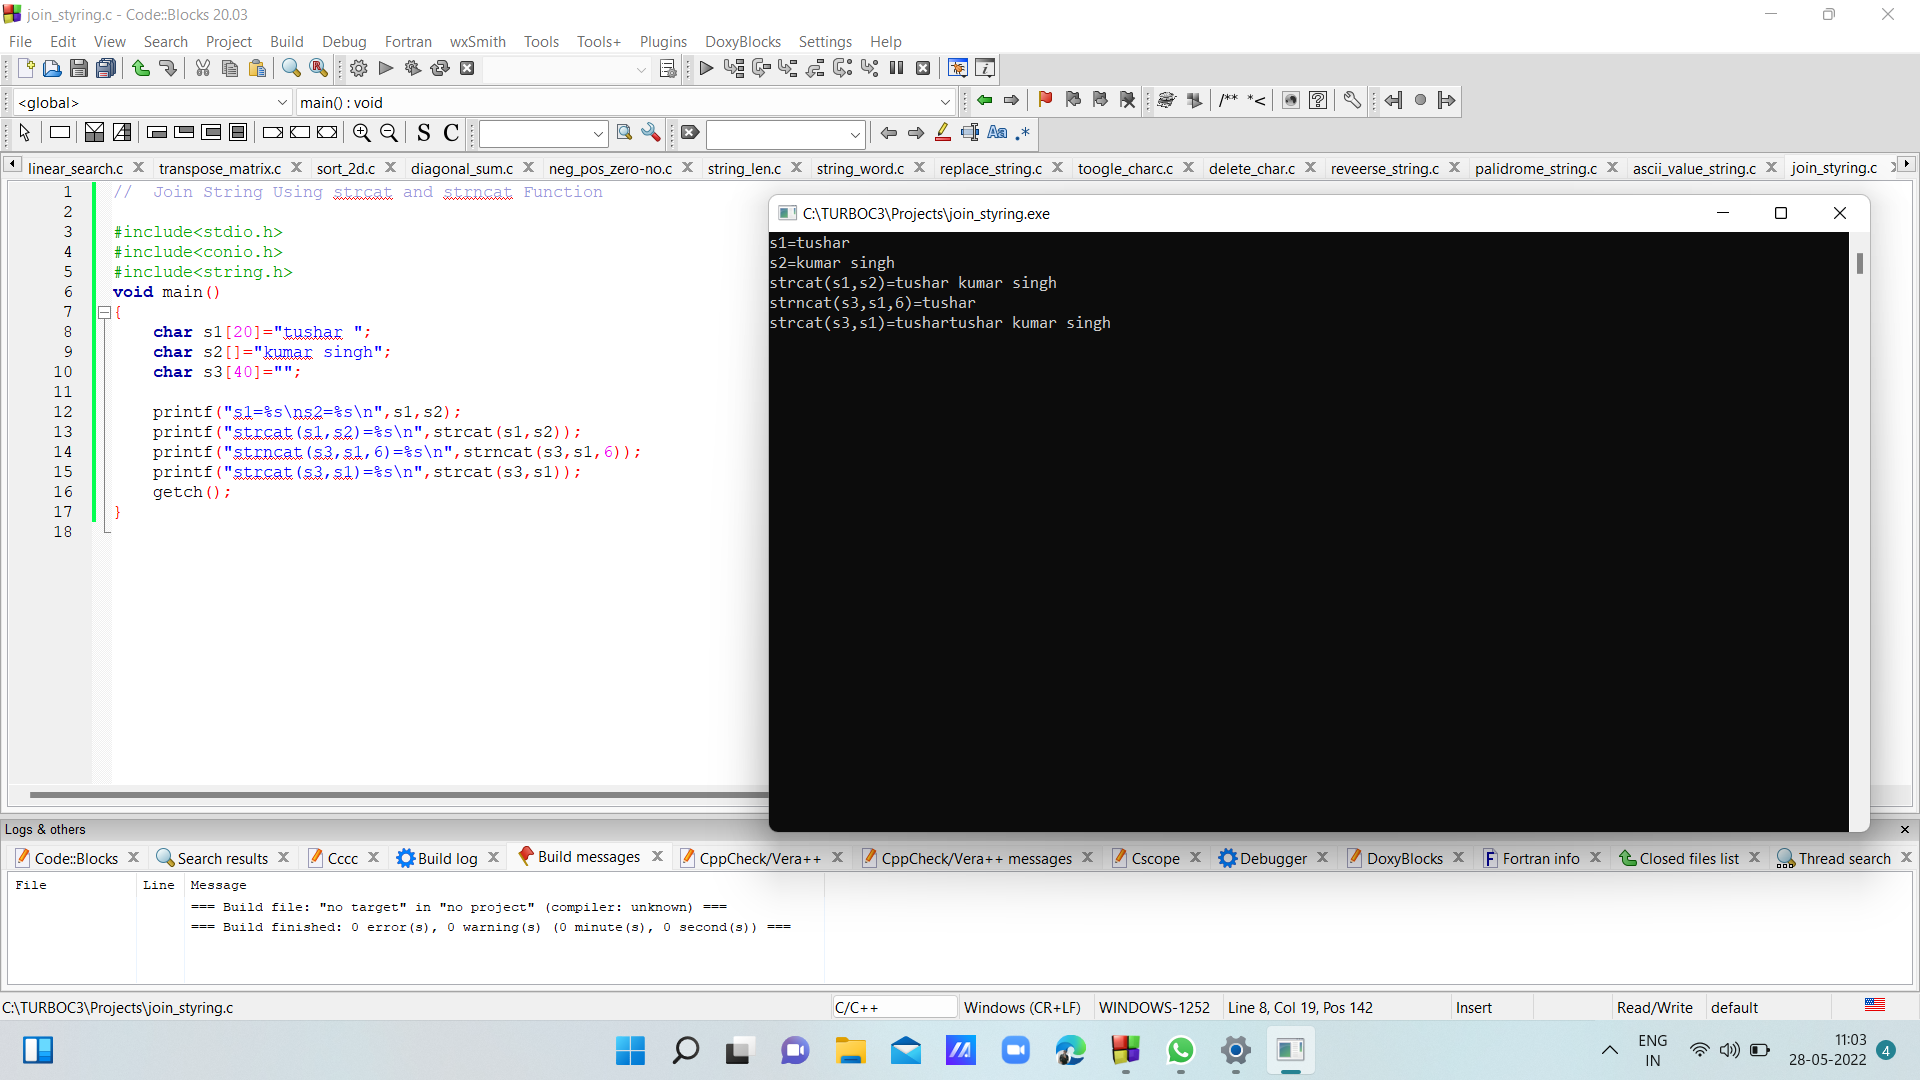 join_styring.c - Code::Blocks 20.03
File Edit View Search Project Build Debug Fortran wxSmith Tools Tools+ Plugins DoxyBlocks Settings Help
<global> main() : void /** *<
S C Aa .*
linear_search.c transpose_matrix.c sort_2d.c diagonal_sum.c neg_pos_zero-no.c string_len.c string_word.c replace_string.c toogle_charc.c delete_char.c reveerse_string.c palidrome_string.c ascii_value_string.c join_styring.c
1 //  Join String Using strcat and strncat Function
2
3 #include<stdio.h>
4 #include<conio.h>
5 #include<string.h>
6 void main()
7 {
8     char s1[20]="tushar ";
9     char s2[]="kumar singh";
10     char s3[40]="";
11
12     printf("s1=%s\ns2=%s\n",s1,s2);
13     printf("strcat(s1,s2)=%s\n",strcat(s1,s2));
14     printf("strncat(s3,s1,6)=%s\n",strncat(s3,s1,6));
15     printf("strcat(s3,s1)=%s\n",strcat(s3,s1));
16     getch();
17 }
18
C:\TURBOC3\Projects\join_styring.exe
s1=tushar
s2=kumar singh
strcat(s1,s2)=tushar kumar singh
strncat(s3,s1,6)=tushar
strcat(s3,s1)=tushartushar kumar singh
Logs & others
Code::Blocks Search results Cccc Build log Build messages CppCheck/Vera++ CppCheck/Vera++ messages Cscope Debugger DoxyBlocks Fortran info Closed files list Thread search
File Line Message
=== Build file: "no target" in "no project" (compiler: unknown) ===
=== Build finished: 0 error(s), 0 warning(s) (0 minute(s), 0 second(s)) ===
C:\TURBOC3\Projects\join_styring.c C/C++ Windows (CR+LF) WINDOWS-1252 Line 8, Col 19, Pos 142 Insert Read/Write default
ENG
IN
11:03
28-05-2022
4